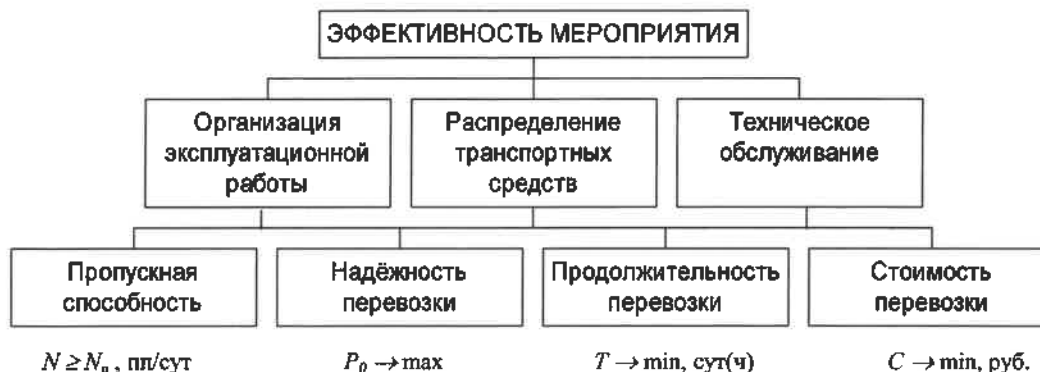 ЭФФЕКТИВНОСТЬ МЕРОПРИЯТИЯ
Организация
эксплуатационной
работы
Распределение
транспортных
средств
Техническое
обслуживание
Пропускная
способность
Надёжность
перевозки
Продолжительность
перевозки
Стоимость
перевозки
N ≥ Nп , пл/сут
P0 → max
T → min, сут(ч)
C → min, руб.